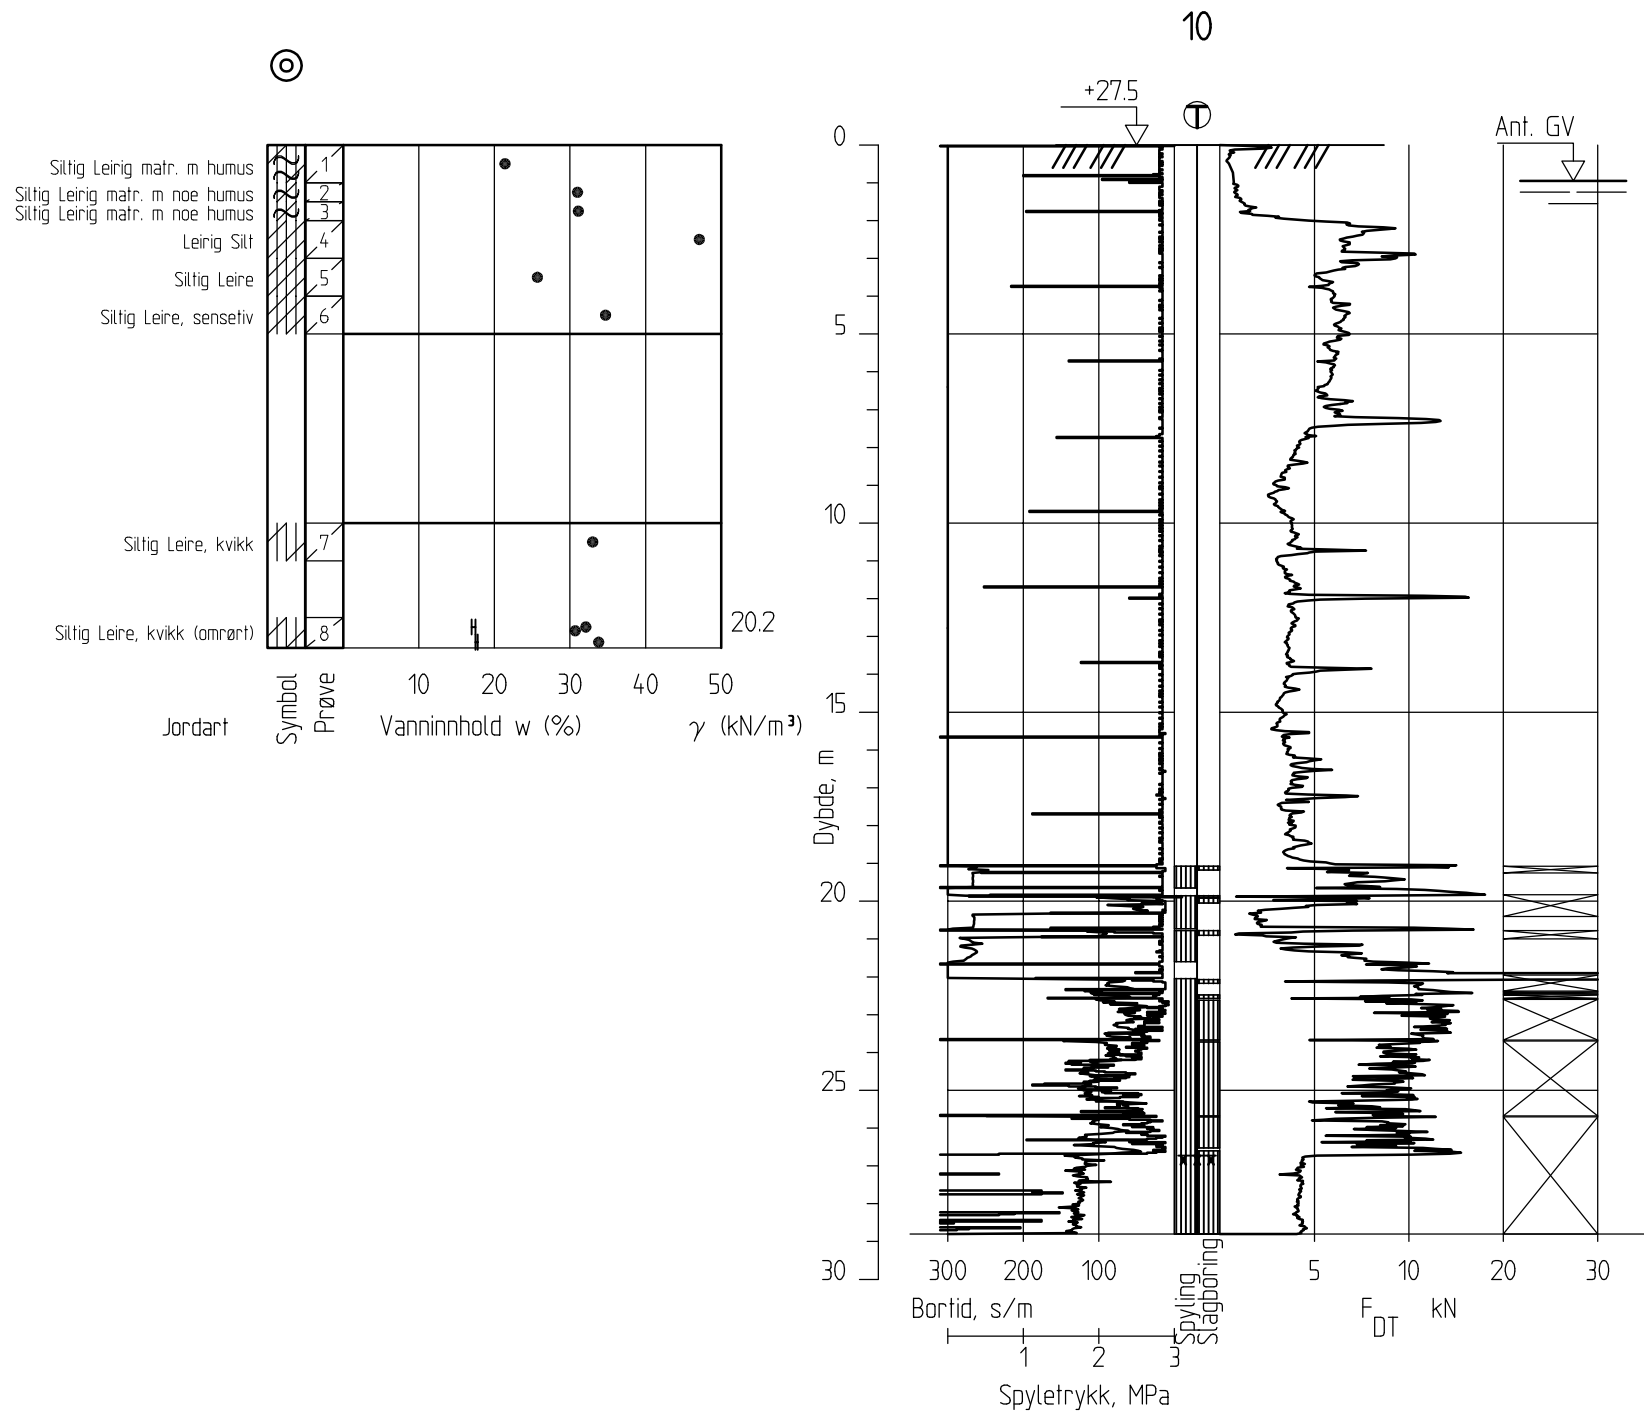 10
+27.5
T
Ant. GV
Siltig Leirig matr. m humus
1
Siltig Leirig matr. m noe humus
2
Siltig Leirig matr. m noe humus
3
Leirig Silt
4
Siltig Leire
5
Siltig Leire, sensetiv
6
Siltig Leire, kvikk
7
Siltig Leire, kvikk (omrørt)
8
20.2
Jordart
Symbol
Prøve
10 20 30 40 50
Vanninnhold w (%)
γ (kN/m³)
0
5
10
15
20
25
30
Dybde, m
300 200 100
Bortid, s/m
1 2 3
Spyletrykk, MPa
Spyling
Slagboring
5 10 20 30
F DT kN